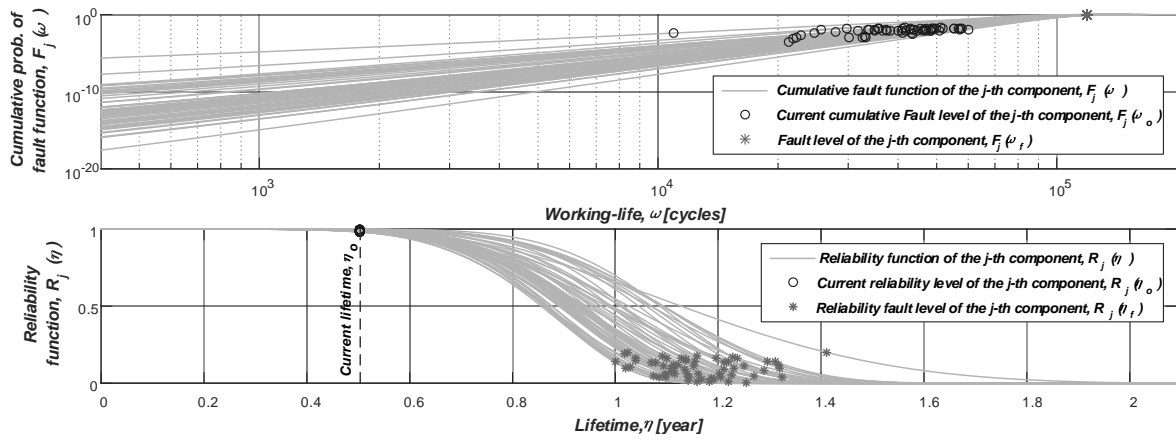 Cumulative prob. of
fault function, F_j(ω)
10^0
10^-10
10^-20
10^3
10^4
10^5
Working-life, ω [cycles]
Cumulative fault function of the j-th component, F_j(ω )
Current cumulative Fault level of the j-th component, F_j(ω_o)
Fault level of the j-th component, F_j(ω_f)
Reliability
function, R_j (η)
1
0.5
0
0 0.2 0.4 0.6 0.8 1 1.2 1.4 1.6 1.8 2
Lifetime,η [year]
Current lifetime, η_o
Reliability function of the j-th component, R_j(η )
Current reliability level of the j-th component, R_j(η_o)
Reliability fault level of the j-th component, R_j(η_f)